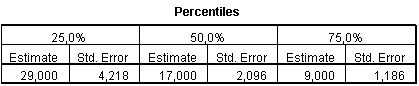 Percentiles
25,0% 50,0% 75,0%
Estimate Std. Error Estimate Std. Error Estimate Std. Error
29,000 4,218 17,000 2,096 9,000 1,186